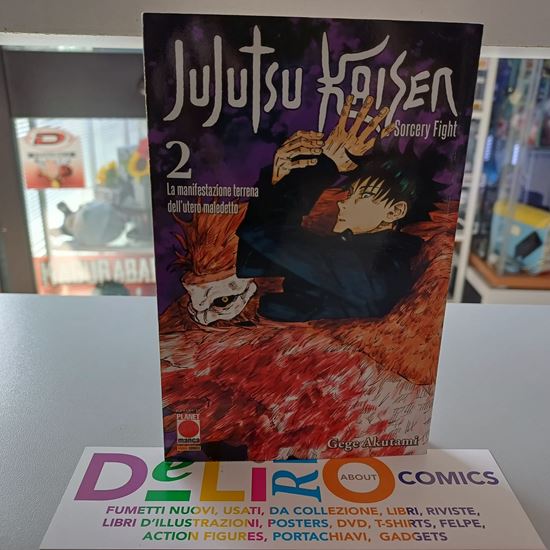 JUJUTSU KAISEN
Sorcery Fight
2
La manifestazione terrena
dell'utero maledetto
PLANET
manga
Gege Akutami
DeLiRiO ABOUT COMICS
FUMETTI NUOVI, USATI, DA COLLEZIONE, LIBRI, RIVISTE,
LIBRI D'ILLUSTRAZIONI, POSTERS, DVD, T-SHIRTS, FELPE,
ACTION FIGURES, PORTACHIAVI, GADGETS